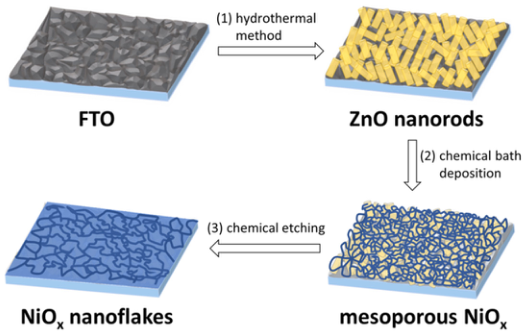 (1) hydrothermal
method
FTO
ZnO nanorods
(2) chemical bath
deposition
(3) chemical etching
NiOₓ nanoflakes
mesoporous NiOₓ